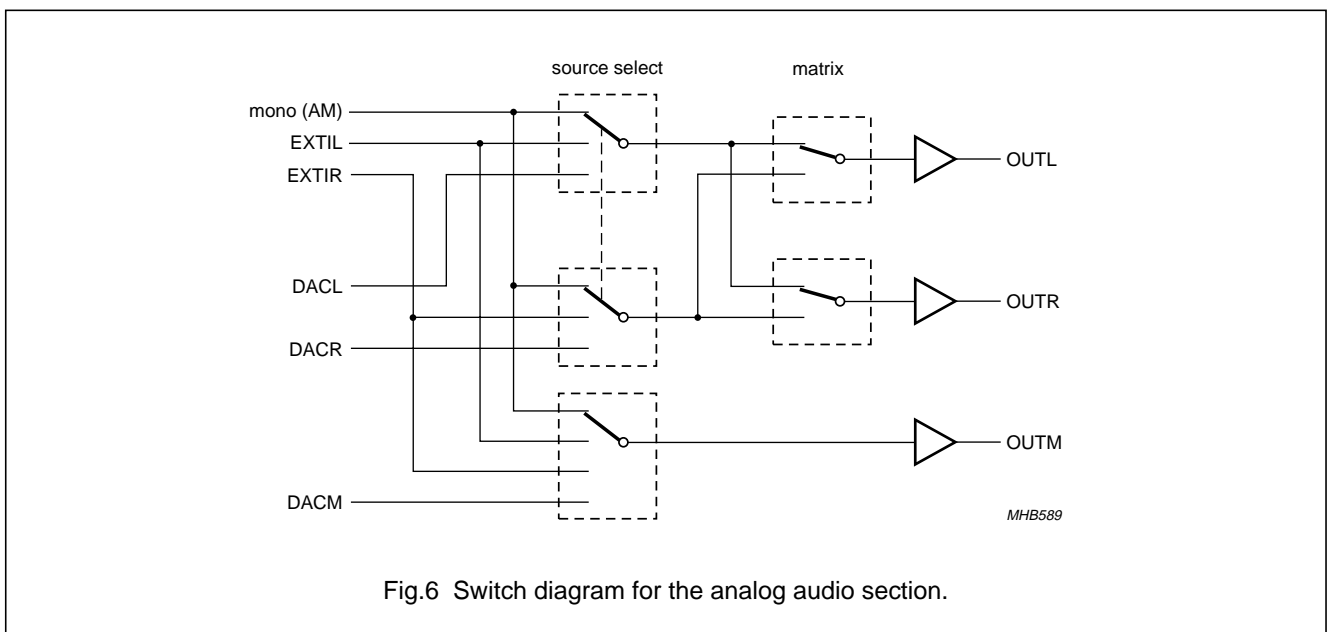 source select
matrix
mono (AM)
EXTIL
EXTIR
OUTL
DACL
OUTR
DACR
OUTM
DACM
MHB589
Fig.6 Switch diagram for the analog audio section.